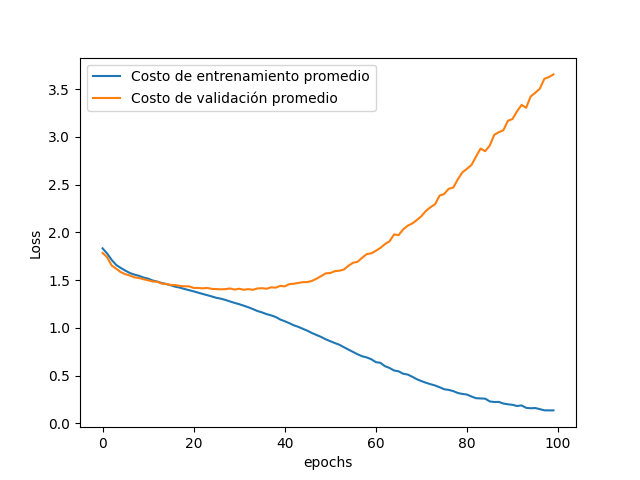 Costo de entrenamiento promedio
Costo de validación promedio
3.5
3.0
2.5
2.0
1.5
1.0
0.5
0.0
Loss
0 20 40 60 80 100
epochs